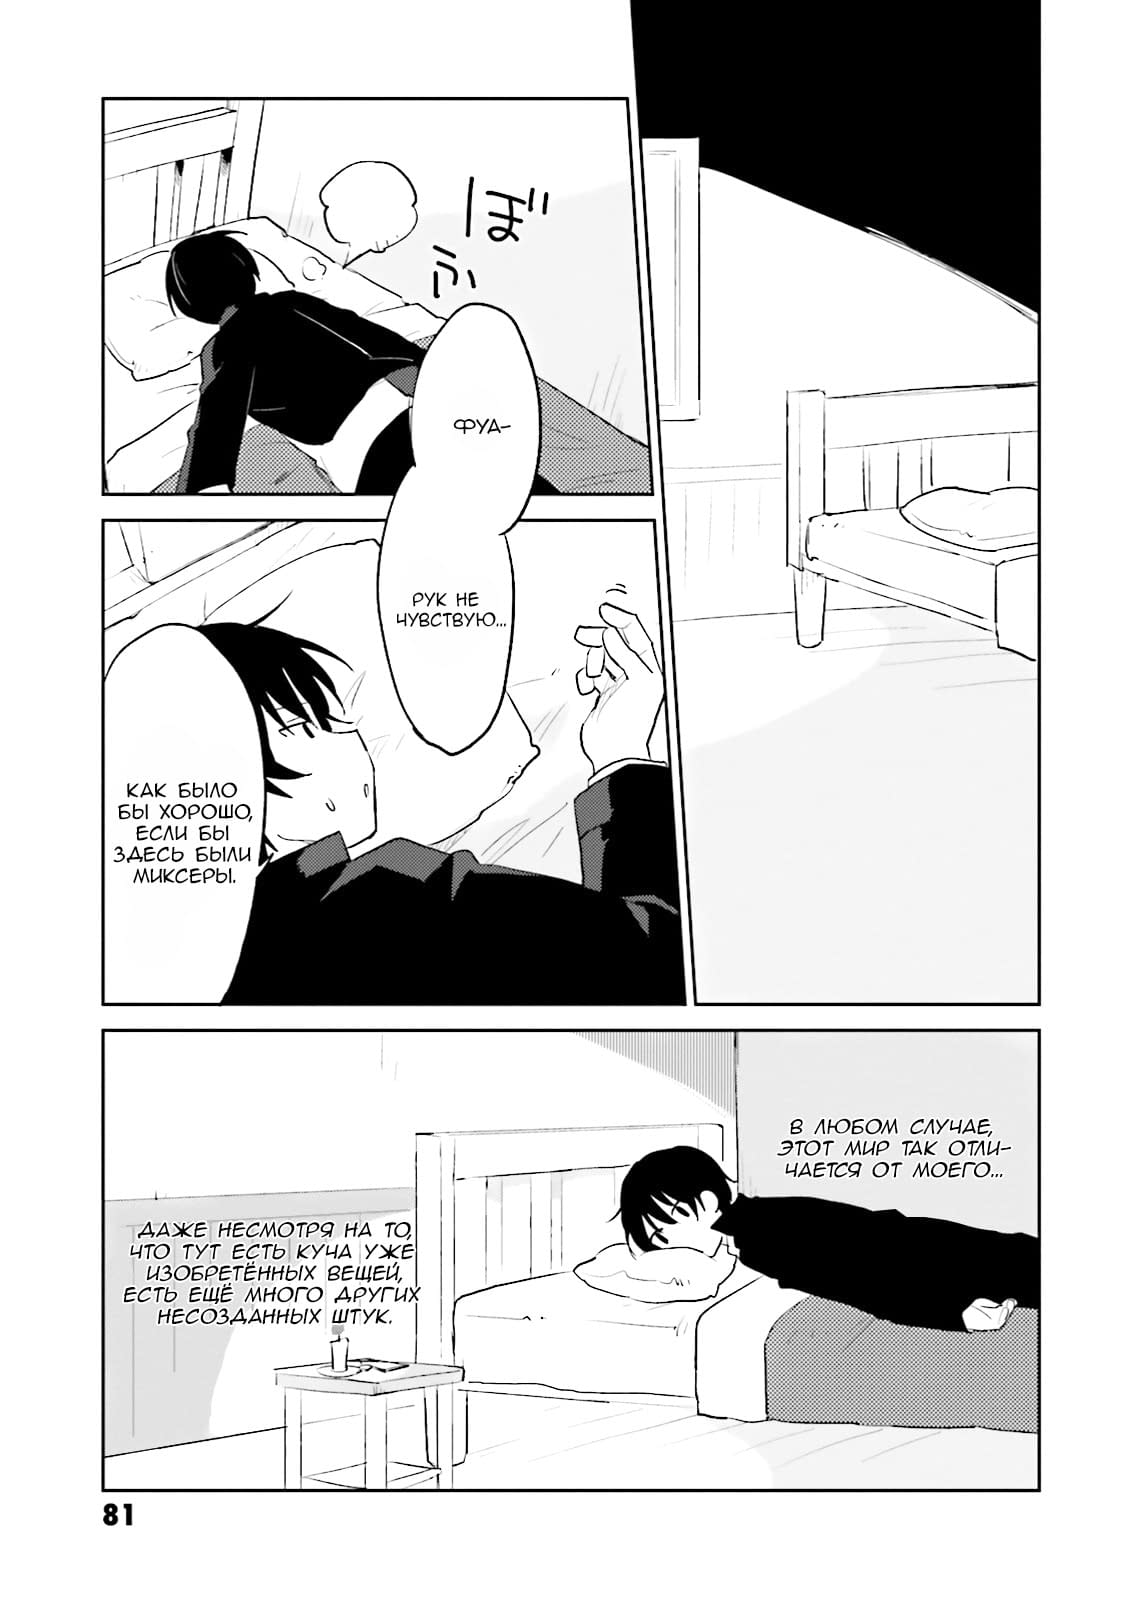 ぼふっ
ФУА-
РУК НЕ
ЧУВСТВУЮ...
КАК БЫЛО
БЫ ХОРОШО,
ЕСЛИ БЫ
ЗДЕСЬ БЫЛИ
МИКСЕРЫ.
В ЛЮБОМ СЛУЧАЕ,
ЭТОТ МИР ТАК ОТЛИ-
ЧАЕТСЯ ОТ МОЕГО...
ДАЖЕ НЕСМОТРЯ НА ТО,
ЧТО ТУТ ЕСТЬ КУЧА УЖЕ
ИЗОБРЕТЁННЫХ ВЕЩЕЙ,
ЕСТЬ ЕЩЁ МНОГО ДРУГИХ
НЕСОЗДАННЫХ ШТУК.
81